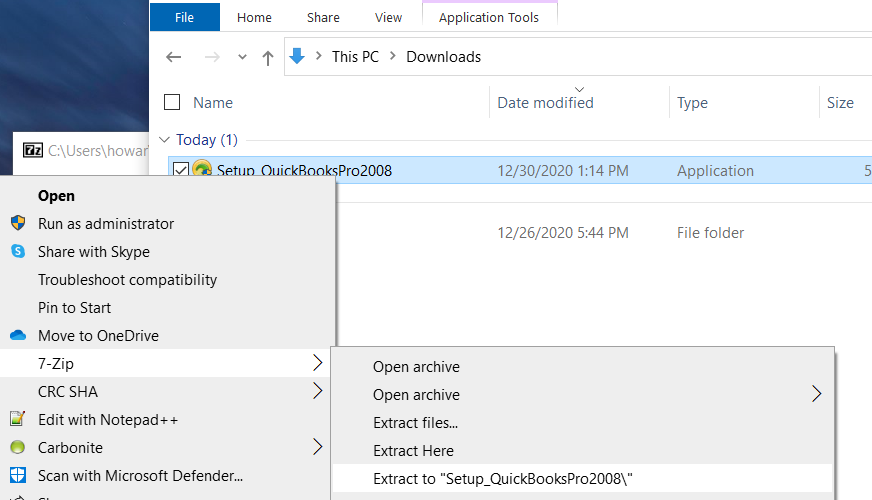 File Home Share View Application Tools
This PC > Downloads
Name Date modified Type Size
Today (1)
7z C:\Users\howar
Setup_QuickBooksPro2008 12/30/2020 1:14 PM Application 5
12/26/2020 5:44 PM File folder
Open
Run as administrator
Share with Skype
Troubleshoot compatibility
Pin to Start
Move to OneDrive
7-Zip
CRC SHA
Edit with Notepad++
Carbonite
Scan with Microsoft Defender...
Open archive
Open archive
Extract files...
Extract Here
Extract to "Setup_QuickBooksPro2008\"